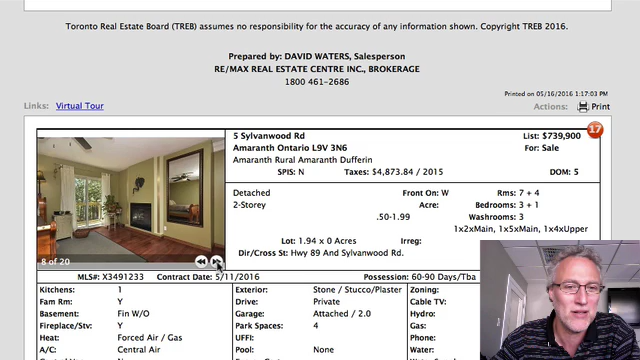 Toronto Real Estate Board (TREB) assumes no responsibility for the accuracy of any information shown. Copyright TREB 2016.
Prepared by: DAVID WATERS, Salesperson
RE/MAX REAL ESTATE CENTRE INC., BROKERAGE
1800 461-2686
Printed on 05/16/2016 1:17:03 PM
Links: Virtual Tour Actions: Print
17
5 Sylvanwood Rd List: $739,900
Amaranth Ontario L9V 3N6 For: Sale
Amaranth Rural Amaranth Dufferin
SPIS: N Taxes: $4,873.84 / 2015 DOM: 5
Detached Front On: W Rms: 7 + 4
2-Storey Acre: Bedrooms: 3 + 1
.50-1.99 Washrooms: 3
1x2xMain, 1x5xMain, 1x4xUpper
Lot: 1.94 x 0 Acres Irreg:
Dir/Cross St: Hwy 89 And Sylvanwood Rd.
8 of 20
MLS#: X3491233 Contract Date: 5/11/2016 Possession: 60-90 Days/Tba
Kitchens: 1 Exterior: Stone / Stucco/Plaster Zoning:
Fam Rm: Y Drive: Private Cable TV:
Basement: Fin W/O Garage: Attached / 2.0 Hydro:
Fireplace/Stv: Y Park Spaces: 4 Gas:
Heat: Forced Air / Gas UFFI: Phone:
A/C: Central Air Pool: None Water: